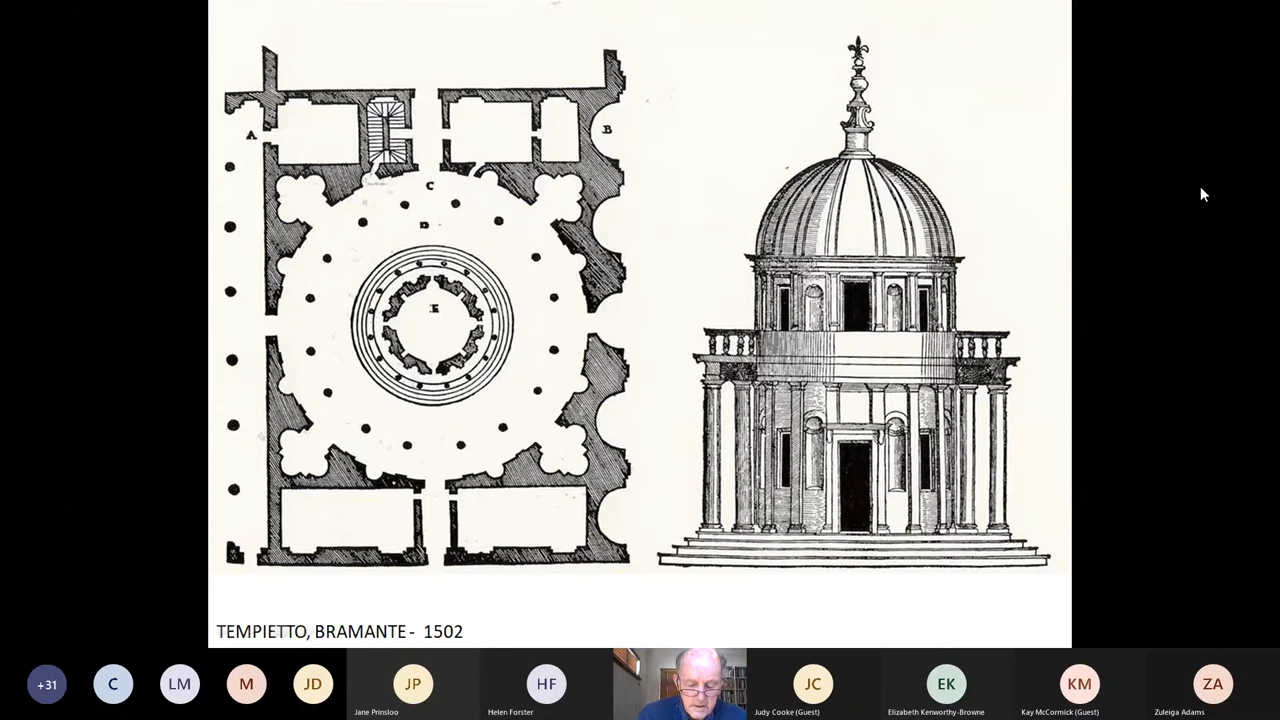 A
B
C
D
E
TEMPIETTO, BRAMANTE - 1502
+31
C
LM
M
JD
JP
HF
JC
EK
KM
ZA
Jane Prinsloo
Helen Forster
Judy Cooke (Guest)
Elizabeth Kenworthy-Browne
Kay McCormick (Guest)
Zuleiga Adams